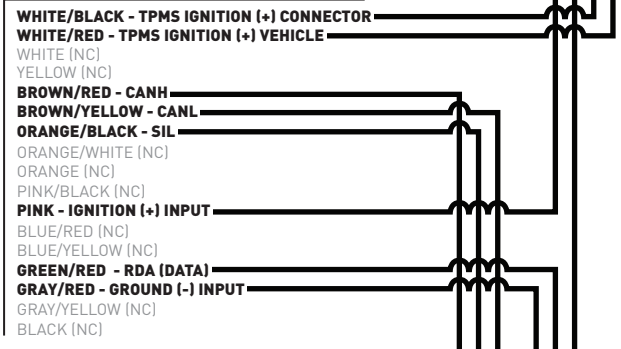 WHITE/BLACK - TPMS IGNITION (+) CONNECTOR
WHITE/RED - TPMS IGNITION (+) VEHICLE
WHITE (NC)
YELLOW (NC)
BROWN/RED - CANH
BROWN/YELLOW - CANL
ORANGE/BLACK - SIL
ORANGE/WHITE (NC)
ORANGE (NC)
PINK/BLACK (NC)
PINK - IGNITION (+) INPUT
BLUE/RED (NC)
BLUE/YELLOW (NC)
GREEN/RED - RDA (DATA)
GRAY/RED - GROUND (-) INPUT
GRAY/YELLOW (NC)
BLACK (NC)